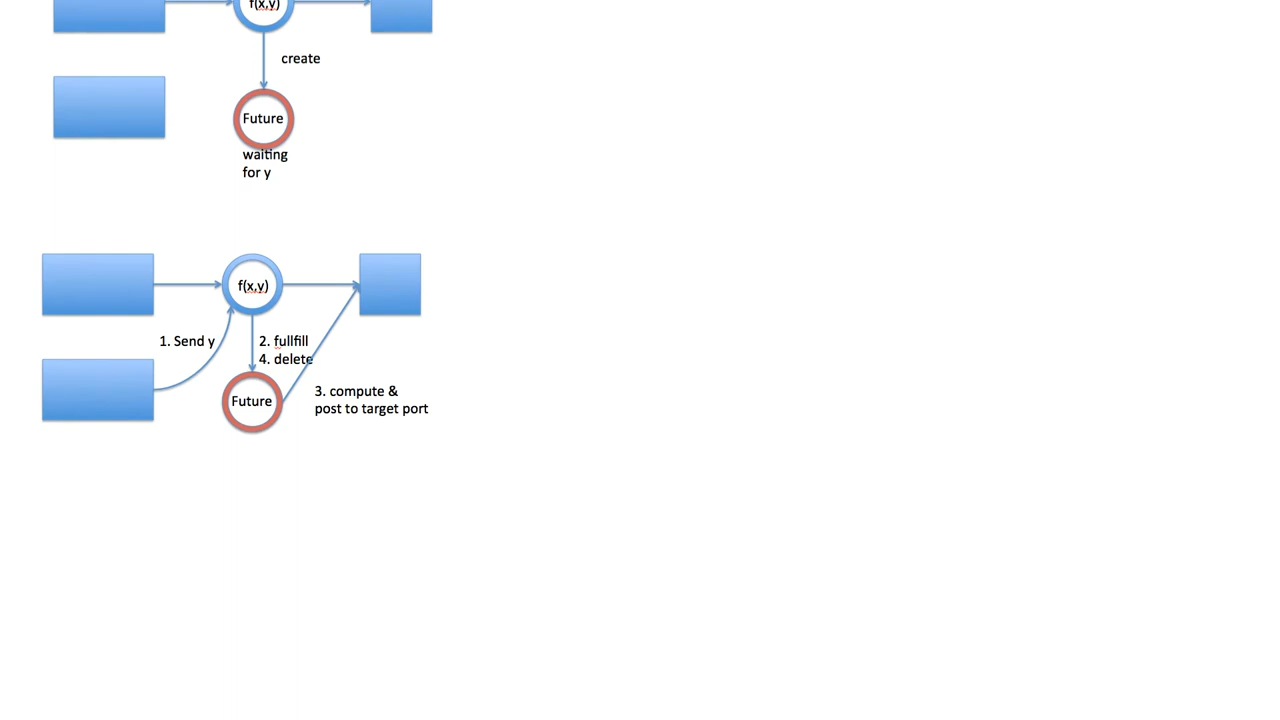 f(x,y)
create
Future
waiting
for y
f(x,y)
1. Send y
2. fullfill
4. delete
Future
3. compute &
post to target port